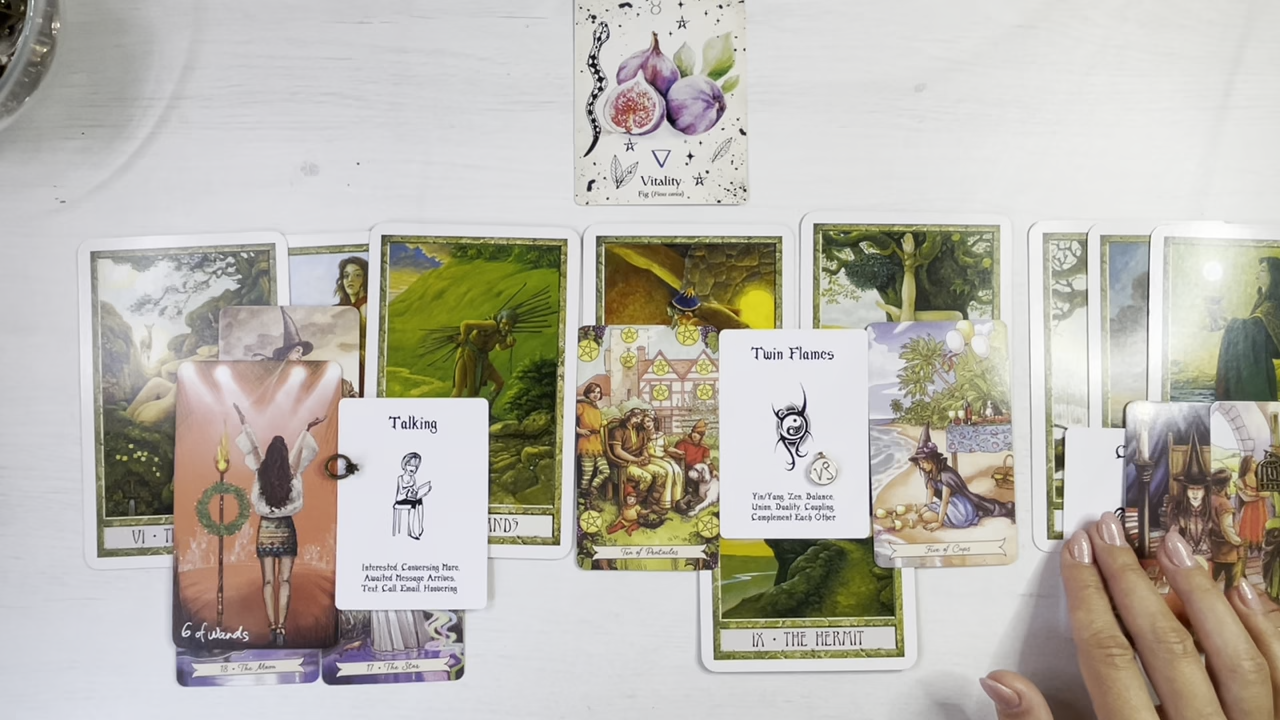 Vitality
Fig (Ficus carica)
VI • T
ANDS
Talking
Interested, Conversing More,
Awaited Message Arrives,
Text, Call, Email, Hoovering
6 of wands
18 • The Moon
17 • The Star
Ten of Pentacles
Twin Flames
Yin/Yang, Zen, Balance,
Union, Duality, Coupling,
Complement Each Other
Five of Cups
IX • THE HERMIT